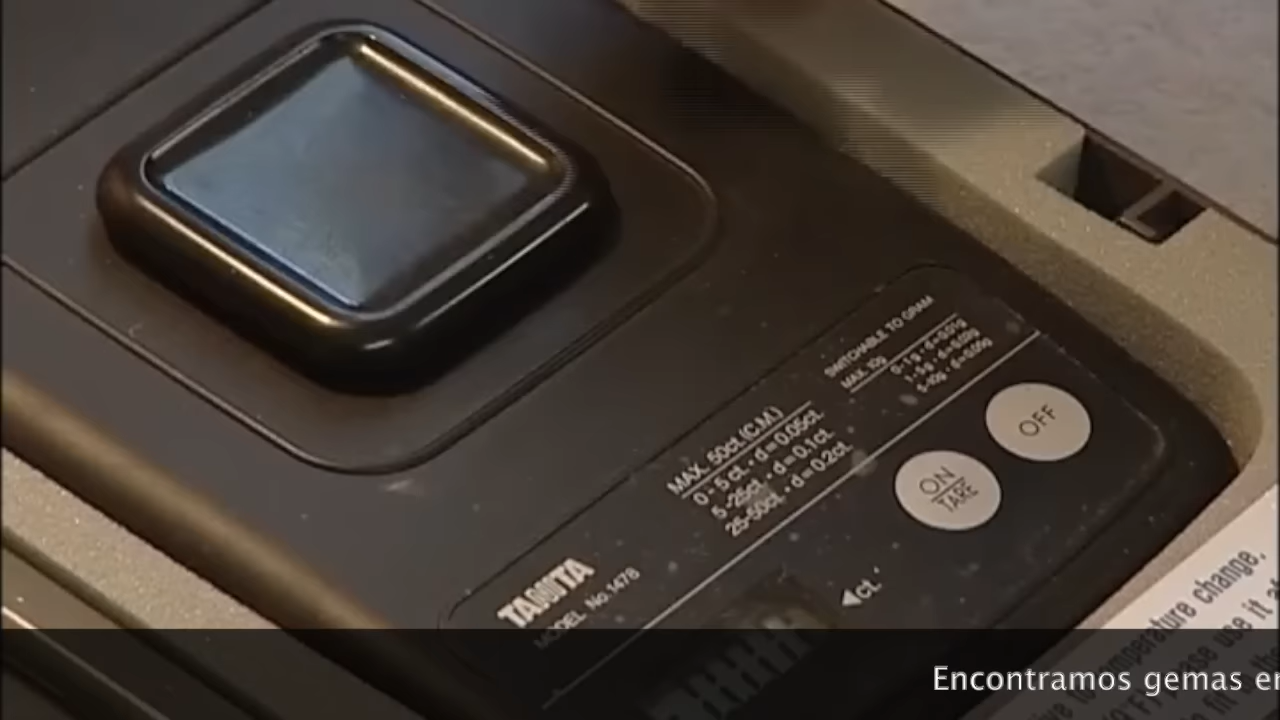 SWITCHABLE TO GRAM
MAX. 10g
0-1g・d=0.01g
1-5g・d=0.02g
5-10g・d=0.05g
MAX. 50ct.(C.M.)
0-5ct.・d=0.05ct.
5-25ct.・d=0.1ct.
25-50ct.・d=0.2ct.
OFF
ON
TARE
TANITA
MODEL No.1478
◀ct.
temperature change,
use it at
Encontramos gemas en